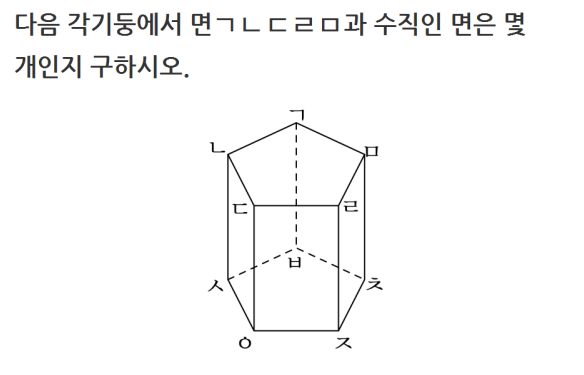 다음 각기둥에서 면ㄱㄴㄷㄹㅁ과 수직인 면은 몇
개인지 구하시오.
ㄱ
ㄴ
ㅁ
ㄷ
ㄹ
ㅂ
ㅅ
ㅊ
ㅇ
ㅈ